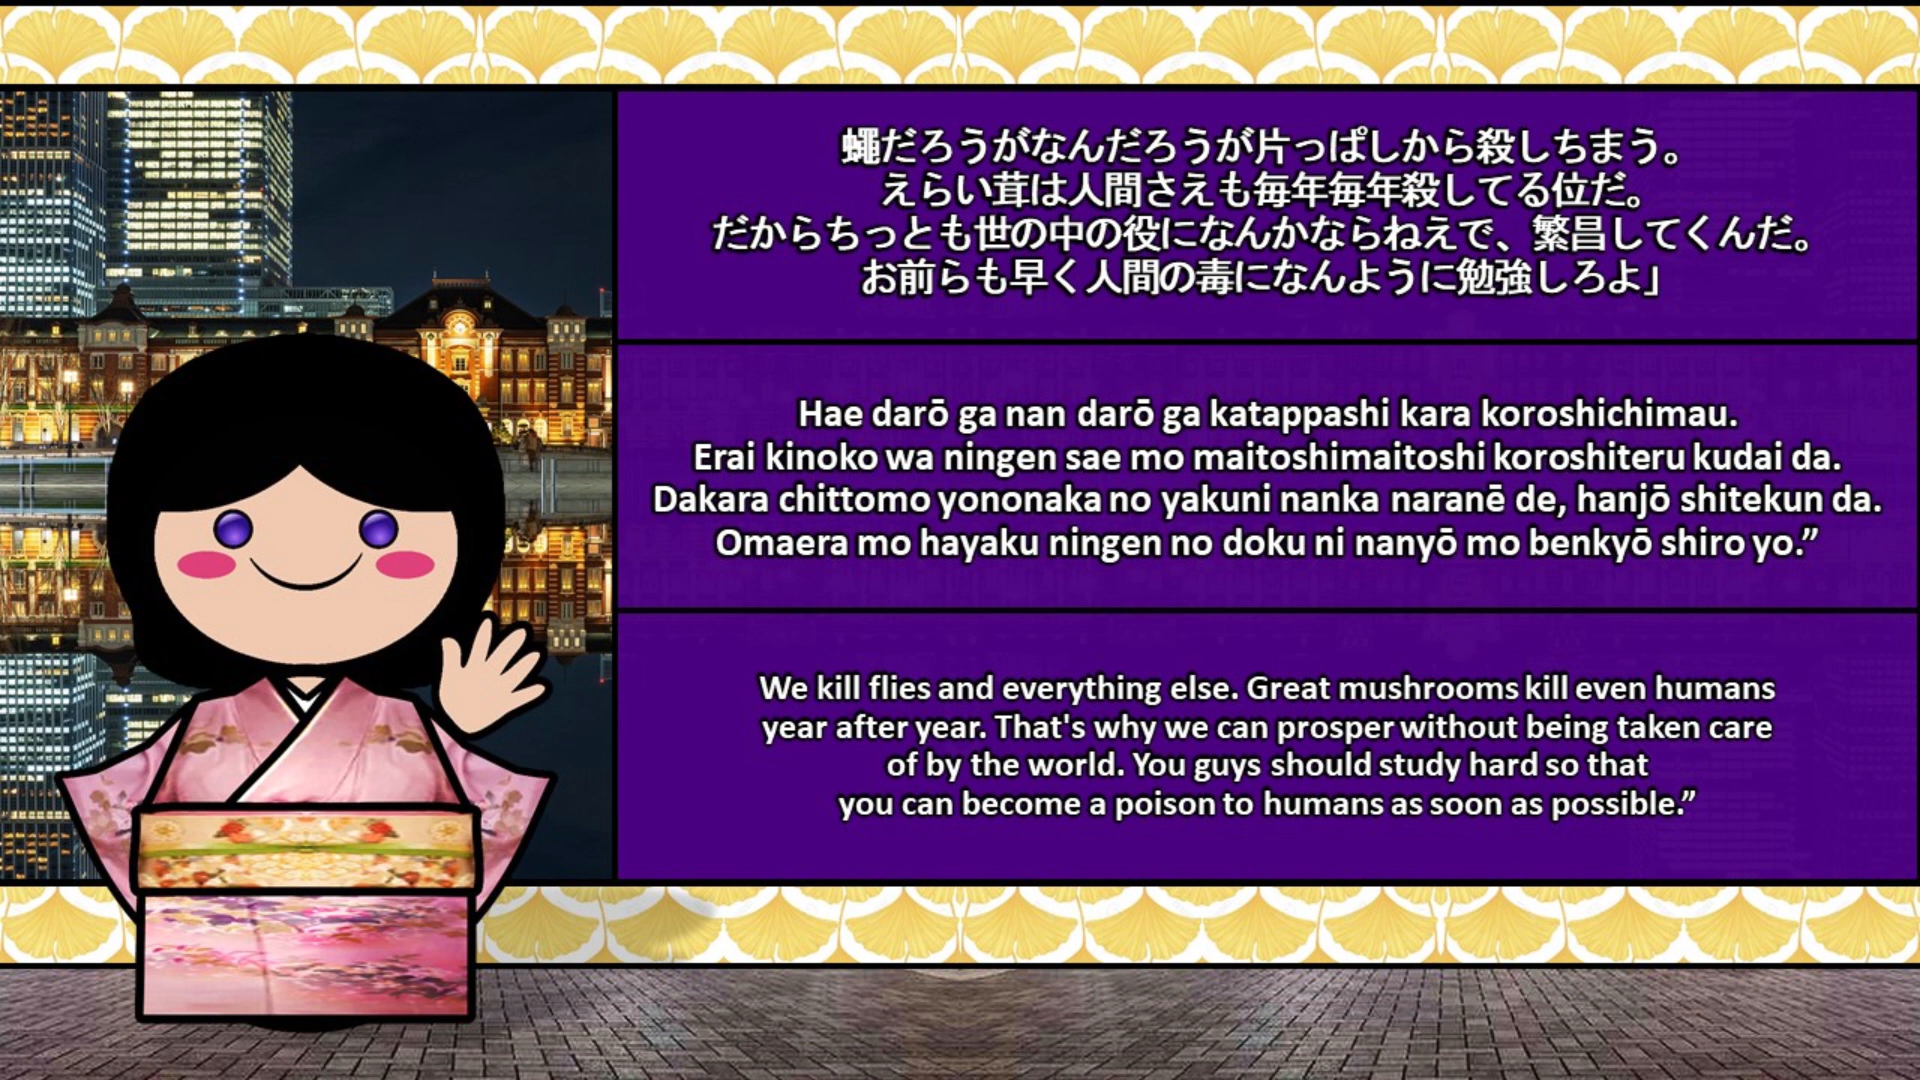 蠅だろうがなんだろうが片っぱしから殺しちまう。
えらい茸は人間さえも毎年毎年殺してる位だ。
だからちっとも世の中の役になんかならねえで、繁昌してくんだ。
お前らも早く人間の毒になんように勉強しろよ」
Hae darō ga nan darō ga katappashi kara koroshichimau.
Erai kinoko wa ningen sae mo maitoshimaitoshi koroshiteru kudai da.
Dakara chittomo yononaka no yakuni nanka naranē de, hanjō shitekun da.
Omaera mo hayaku ningen no doku ni nanyō mo benkyō shiro yo.”
We kill flies and everything else. Great mushrooms kill even humans
year after year. That's why we can prosper without being taken care
of by the world. You guys should study hard so that
you can become a poison to humans as soon as possible.”